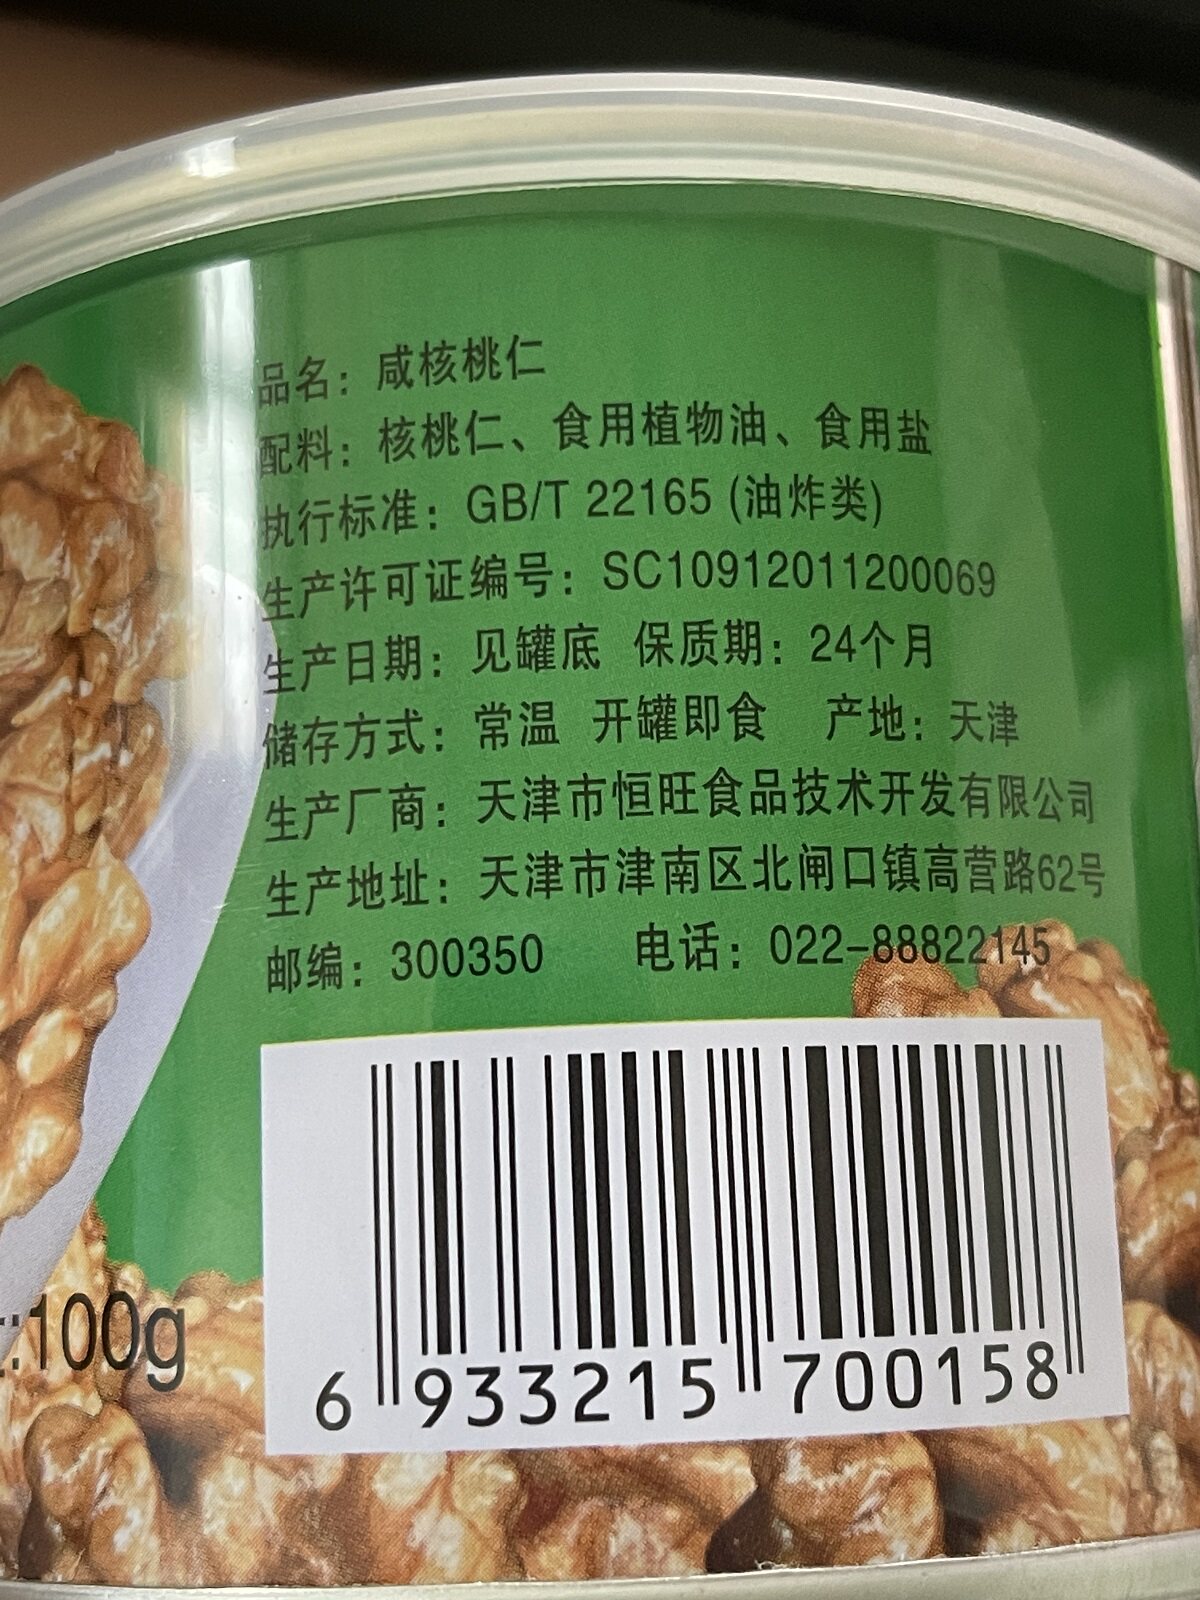 品名：咸核桃仁
配料：核桃仁、食用植物油、食用盐
执行标准：GB/T 22165 (油炸类)
生产许可证编号：SC10912011200069
生产日期：见罐底 保质期：24个月
储存方式：常温 开罐即食 产地：天津
生产厂商：天津市恒旺食品技术开发有限公司
生产地址：天津市津南区北闸口镇高营路62号
邮编：300350 电话：022-88822145
:100g
6 933215 700158